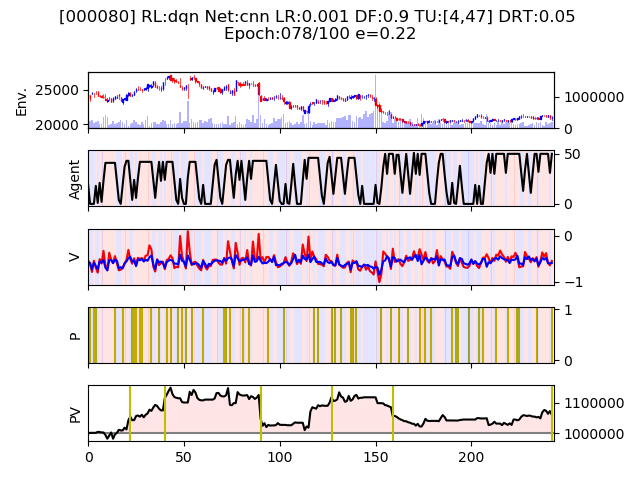 [000080] RL:dqn Net:cnn LR:0.001 DF:0.9 TU:[4,47] DRT:0.05
Epoch:078/100 e=0.22
Env.
25000
20000
1000000
0
Agent
50
0
V
0
−1
P
1
0
PV
1100000
1000000
0 50 100 150 200